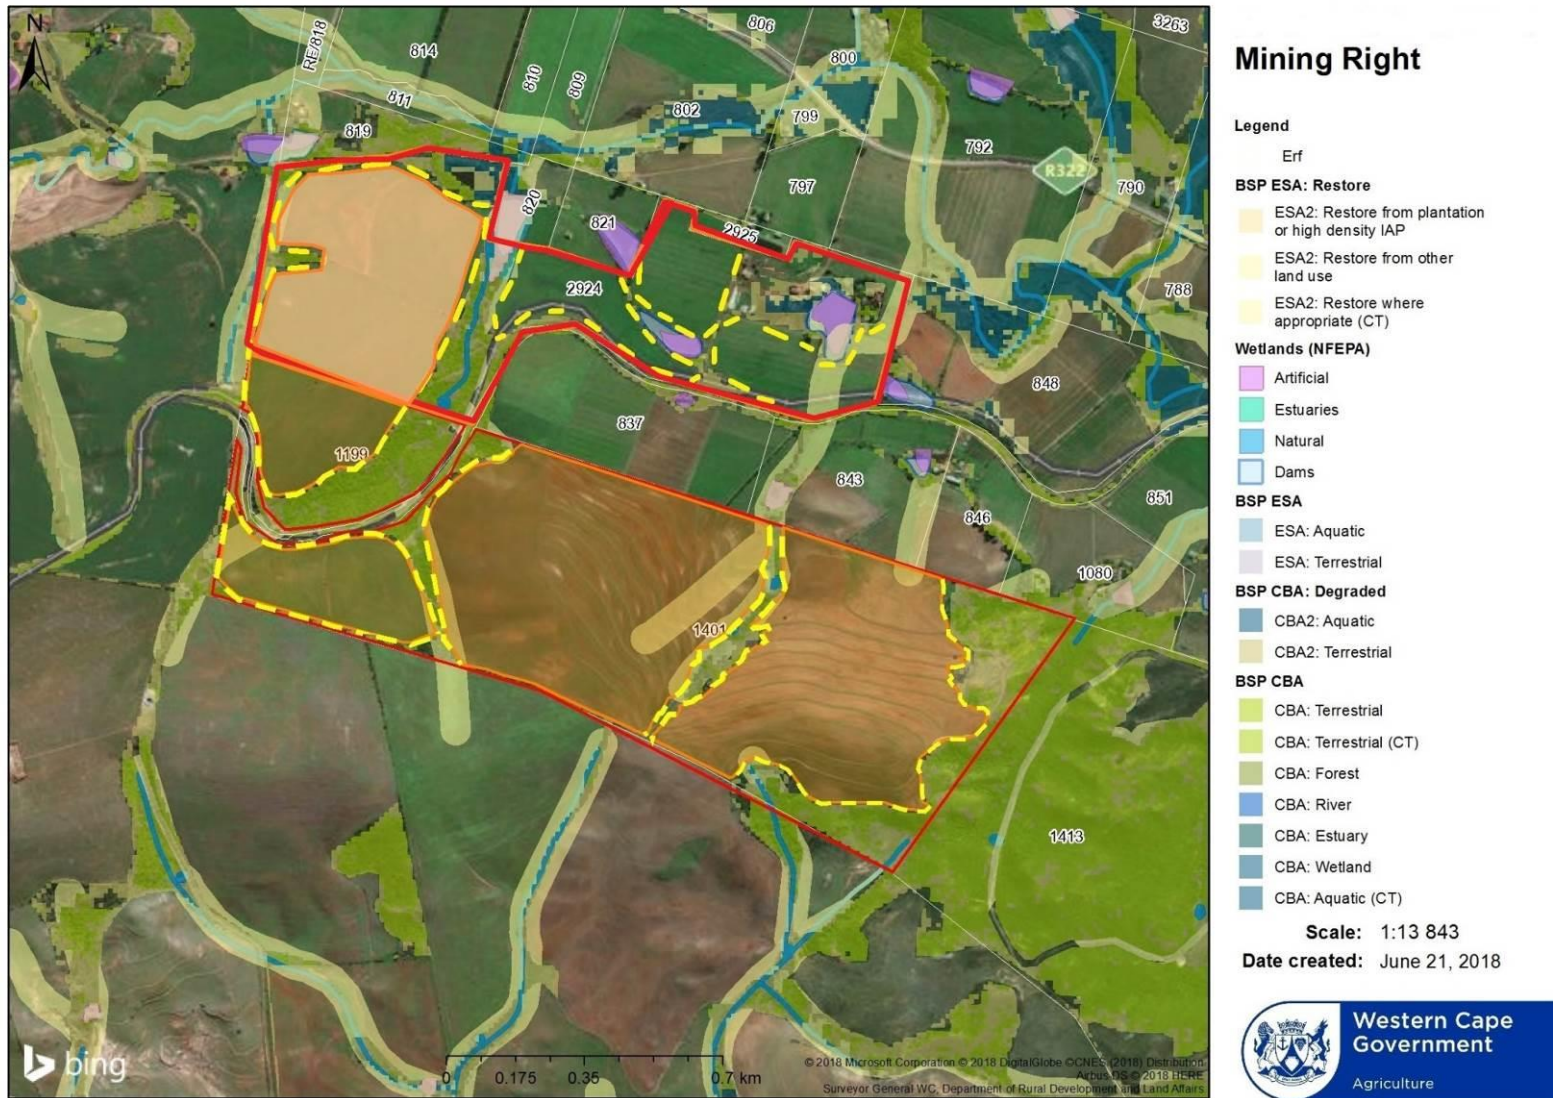 Mining Right
Legend
Erf
BSP ESA: Restore
ESA2: Restore from plantation
or high density IAP
ESA2: Restore from other
land use
ESA2: Restore where
appropriate (CT)
Wetlands (NFEPA)
Artificial
Estuaries
Natural
Dams
BSP ESA
ESA: Aquatic
ESA: Terrestrial
BSP CBA: Degraded
CBA2: Aquatic
CBA2: Terrestrial
BSP CBA
CBA: Terrestrial
CBA: Terrestrial (CT)
CBA: Forest
CBA: River
CBA: Estuary
CBA: Wetland
CBA: Aquatic (CT)
Scale: 1:13 843
Date created: June 21, 2018
Western Cape
Government
Agriculture
N
RE/818
814
806
3263
810
809
800
811
802
799
819
792
R322
797
790
820
821
2925
788
2924
848
837
1199
843
851
846
1080
1401
1413
bing
0 0.175 0.35 0.7 km
© 2018 Microsoft Corporation © 2018 DigitalGlobe ©CNES (2018) Distribution
Airbus DS © 2018 HERE
Surveyor General WC, Department of Rural Development and Land Affairs